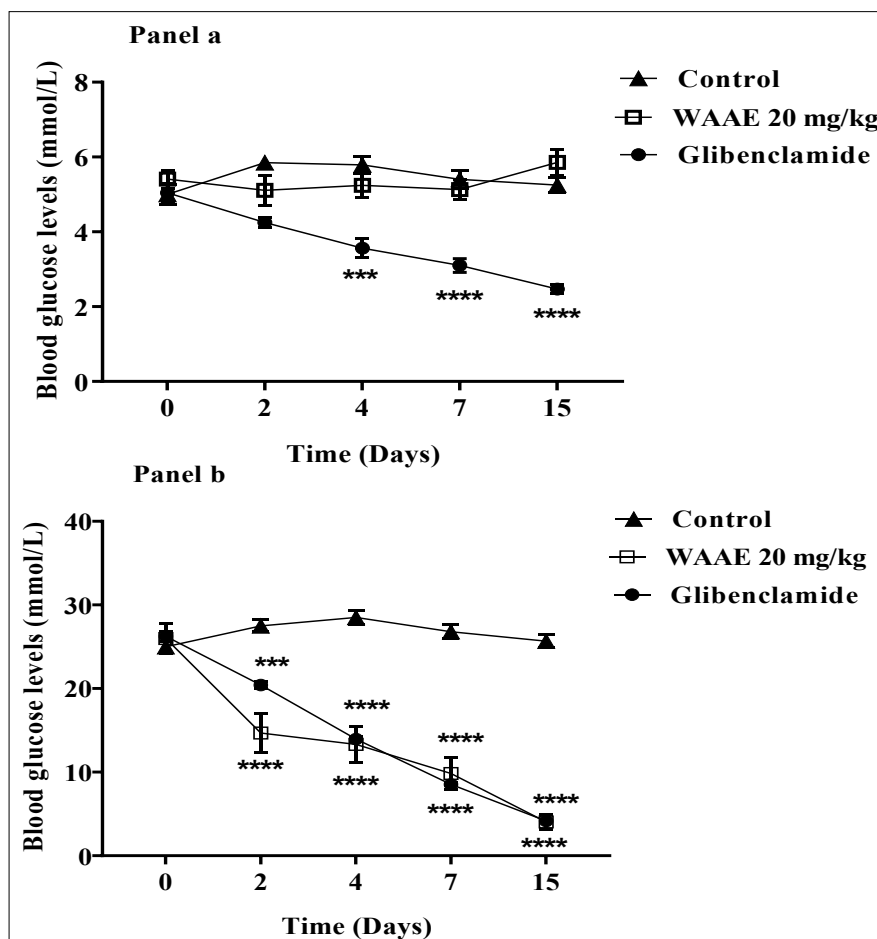 Panel a
Blood glucose levels (mmol/L)
8
6
4
2
0
***
****
****
0 2 4 7 15
Time (Days)
Control
WAAE 20 mg/kg
Glibenclamide
Panel b
Blood glucose levels (mmol/L)
40
30
20
10
0
***
****
****
****
****
****
****
****
0 2 4 7 15
Time (Days)
Control
WAAE 20 mg/kg
Glibenclamide